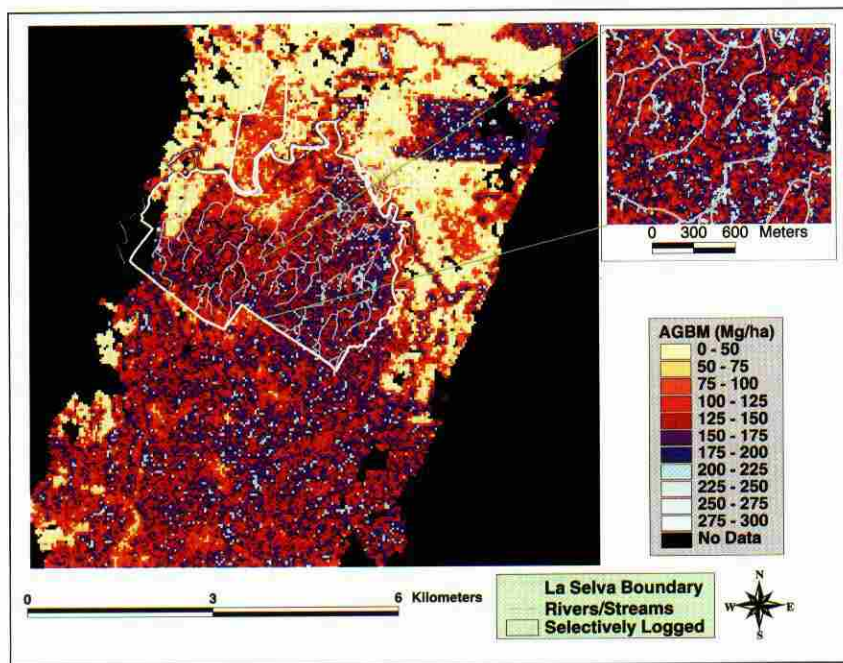 0 300 600 Meters
AGBM (Mg/ha)
0 - 50
50 - 75
75 - 100
100 - 125
125 - 150
150 - 175
175 - 200
200 - 225
225 - 250
250 - 275
275 - 300
No Data
0 3 6 Kilometers
La Selva Boundary
Rivers/Streams
Selectively Logged
N
W E
S